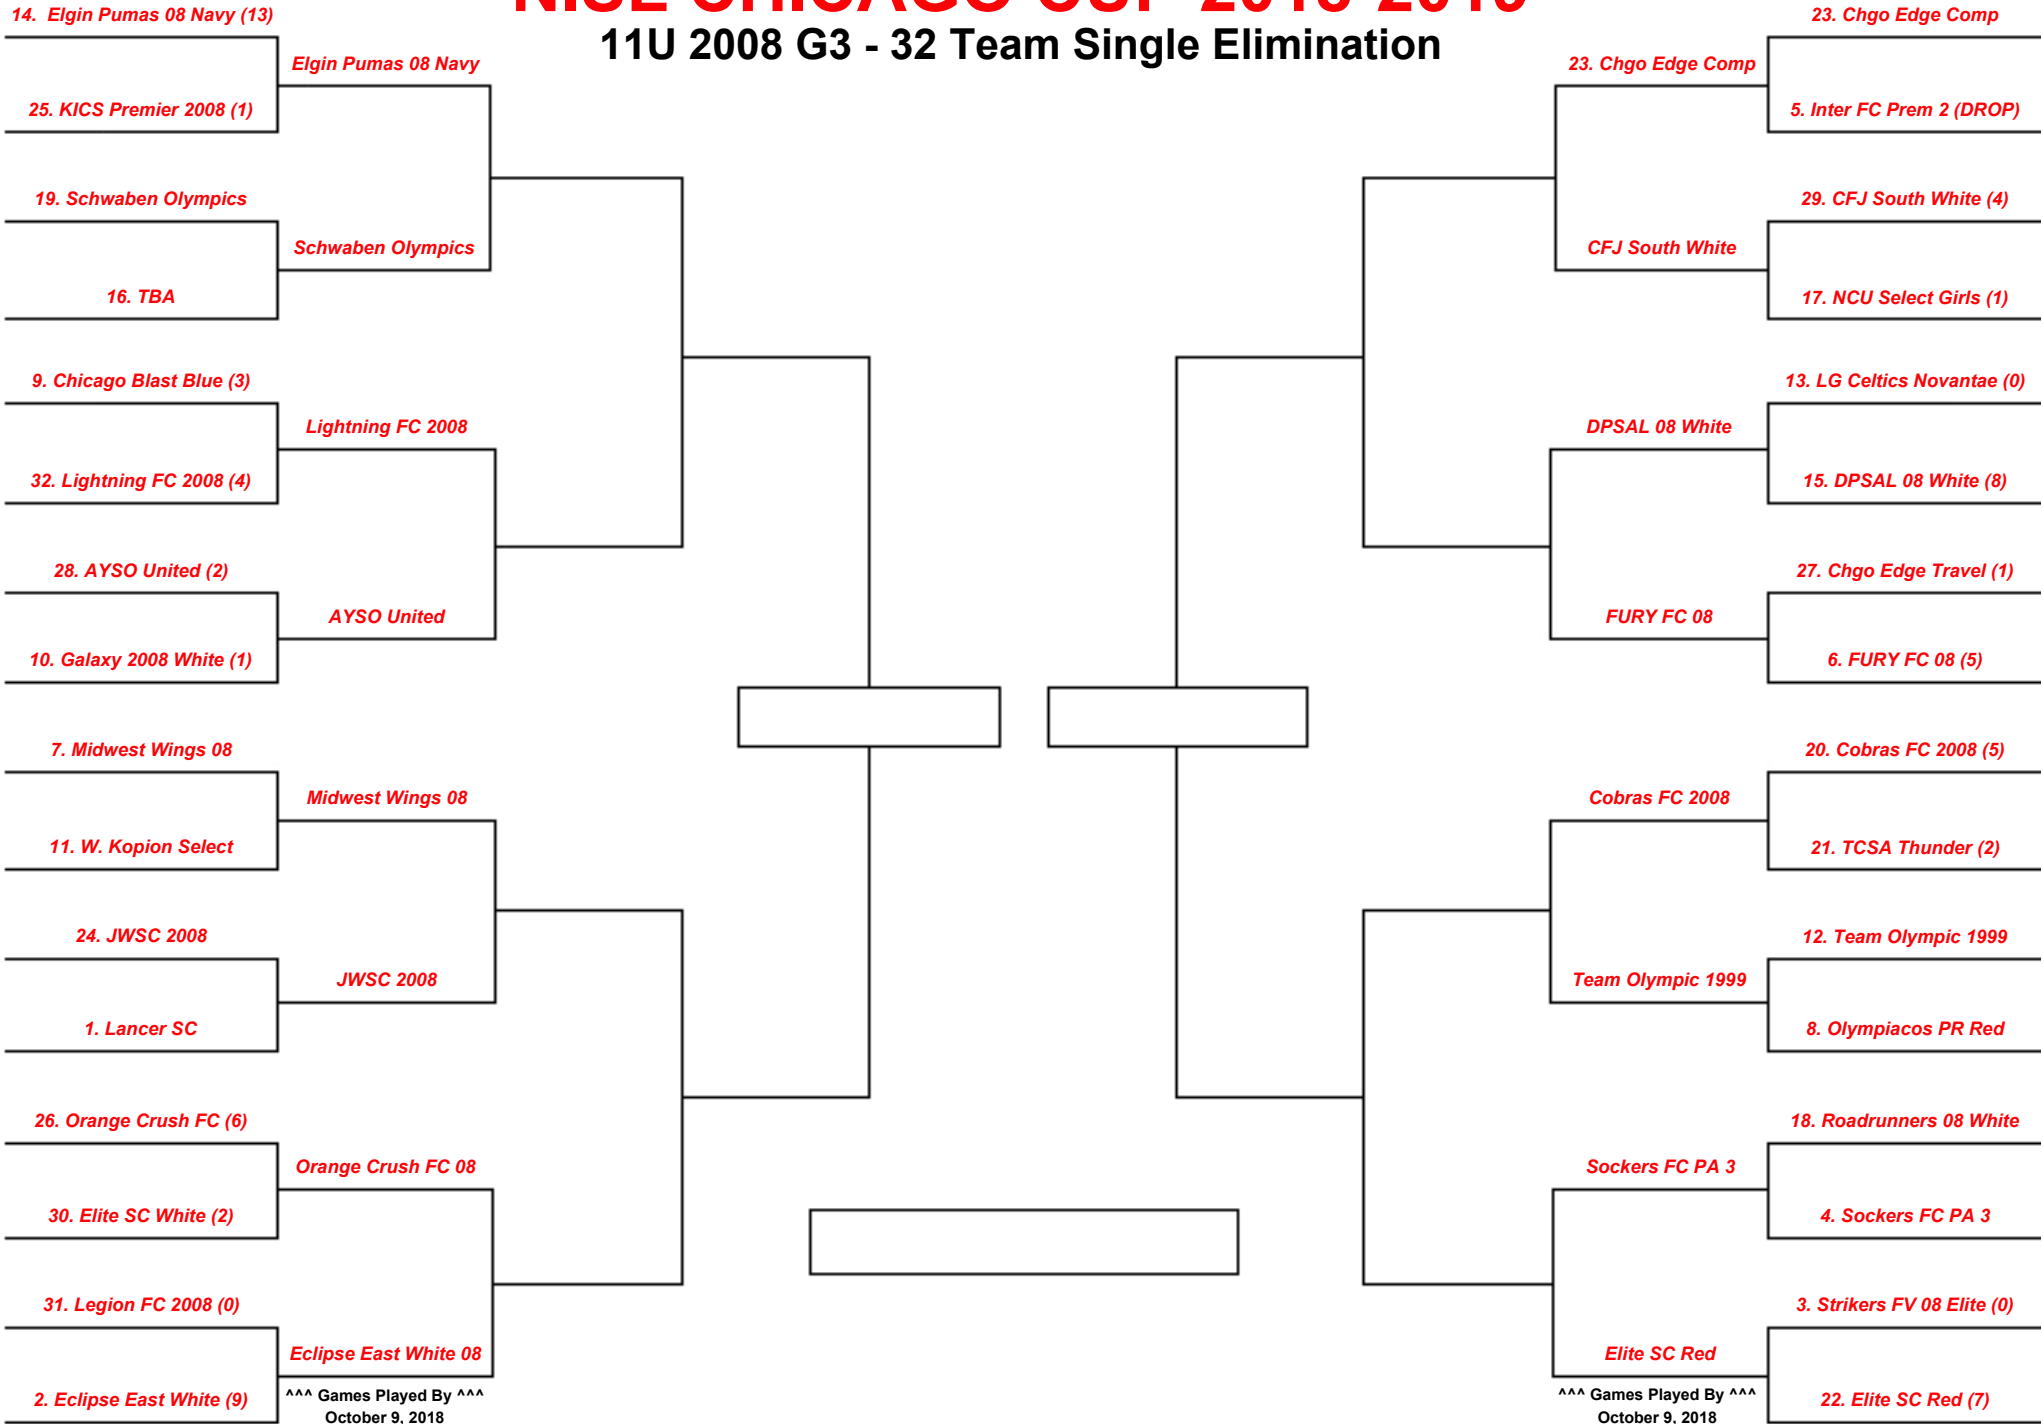 11U 2008 G3 - 32 Team Single Elimination
14. Elgin Pumas 08 Navy (13)
Elgin Pumas 08 Navy
25. KICS Premier 2008 (1)
19. Schwaben Olympics
Schwaben Olympics
16. TBA
9. Chicago Blast Blue (3)
Lightning FC 2008
32. Lightning FC 2008 (4)
28. AYSO United (2)
AYSO United
10. Galaxy 2008 White (1)
7. Midwest Wings 08
Midwest Wings 08
11. W. Kopion Select
24. JWSC 2008
JWSC 2008
1. Lancer SC
26. Orange Crush FC (6)
Orange Crush FC 08
30. Elite SC White (2)
31. Legion FC 2008 (0)
Eclipse East White 08
2. Eclipse East White (9)
^^^ Games Played By ^^^
October 9, 2018
23. Chgo Edge Comp
23. Chgo Edge Comp
5. Inter FC Prem 2 (DROP)
29. CFJ South White (4)
CFJ South White
17. NCU Select Girls (1)
13. LG Celtics Novantae (0)
DPSAL 08 White
15. DPSAL 08 White (8)
27. Chgo Edge Travel (1)
FURY FC 08
6. FURY FC 08 (5)
20. Cobras FC 2008 (5)
Cobras FC 2008
21. TCSA Thunder (2)
12. Team Olympic 1999
Team Olympic 1999
8. Olympiacos PR Red
18. Roadrunners 08 White
Sockers FC PA 3
4. Sockers FC PA 3
3. Strikers FV 08 Elite (0)
Elite SC Red
22. Elite SC Red (7)
^^^ Games Played By ^^^
October 9, 2018